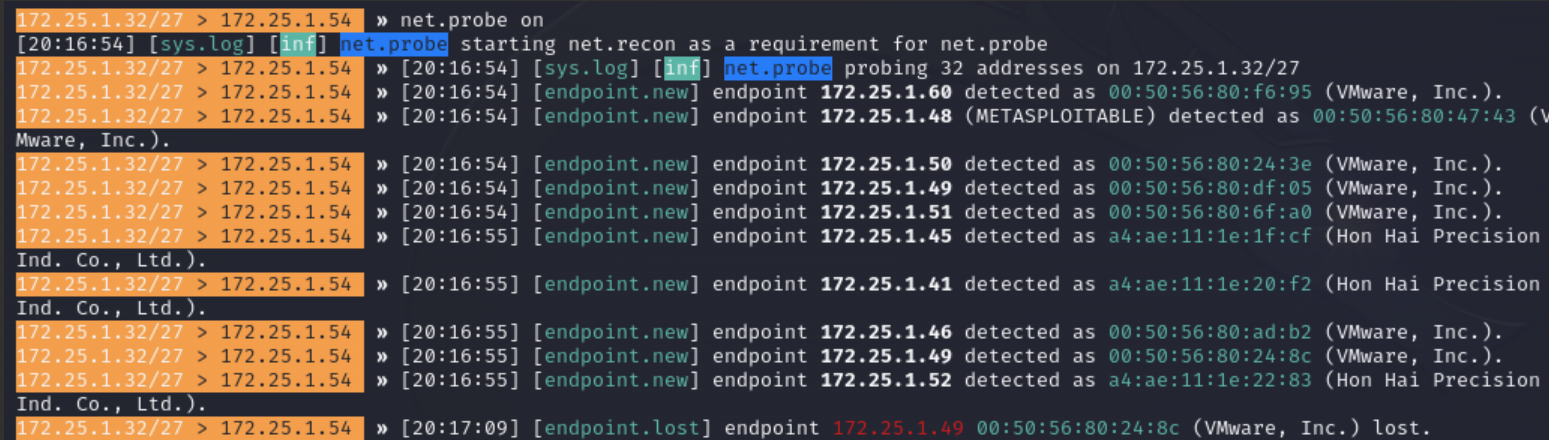 172.25.1.32/27 > 172.25.1.54 » net.probe on
[20:16:54] [sys.log] [inf] net.probe starting net.recon as a requirement for net.probe
172.25.1.32/27 > 172.25.1.54 » [20:16:54] [sys.log] [inf] net.probe probing 32 addresses on 172.25.1.32/27
172.25.1.32/27 > 172.25.1.54 » [20:16:54] [endpoint.new] endpoint 172.25.1.60 detected as 00:50:56:80:f6:95 (VMware, Inc.).
172.25.1.32/27 > 172.25.1.54 » [20:16:54] [endpoint.new] endpoint 172.25.1.48 (METASPLOITABLE) detected as 00:50:56:80:47:43 (V
Mware, Inc.).
172.25.1.32/27 > 172.25.1.54 » [20:16:54] [endpoint.new] endpoint 172.25.1.50 detected as 00:50:56:80:24:3e (VMware, Inc.).
172.25.1.32/27 > 172.25.1.54 » [20:16:54] [endpoint.new] endpoint 172.25.1.49 detected as 00:50:56:80:df:05 (VMware, Inc.).
172.25.1.32/27 > 172.25.1.54 » [20:16:54] [endpoint.new] endpoint 172.25.1.51 detected as 00:50:56:80:6f:a0 (VMware, Inc.).
172.25.1.32/27 > 172.25.1.54 » [20:16:55] [endpoint.new] endpoint 172.25.1.45 detected as a4:ae:11:1e:1f:cf (Hon Hai Precision
Ind. Co., Ltd.).
172.25.1.32/27 > 172.25.1.54 » [20:16:55] [endpoint.new] endpoint 172.25.1.41 detected as a4:ae:11:1e:20:f2 (Hon Hai Precision
Ind. Co., Ltd.).
172.25.1.32/27 > 172.25.1.54 » [20:16:55] [endpoint.new] endpoint 172.25.1.46 detected as 00:50:56:80:ad:b2 (VMware, Inc.).
172.25.1.32/27 > 172.25.1.54 » [20:16:55] [endpoint.new] endpoint 172.25.1.49 detected as 00:50:56:80:24:8c (VMware, Inc.).
172.25.1.32/27 > 172.25.1.54 » [20:16:55] [endpoint.new] endpoint 172.25.1.52 detected as a4:ae:11:1e:22:83 (Hon Hai Precision
Ind. Co., Ltd.).
172.25.1.32/27 > 172.25.1.54 » [20:17:09] [endpoint.lost] endpoint 172.25.1.49 00:50:56:80:24:8c (VMware, Inc.) lost.